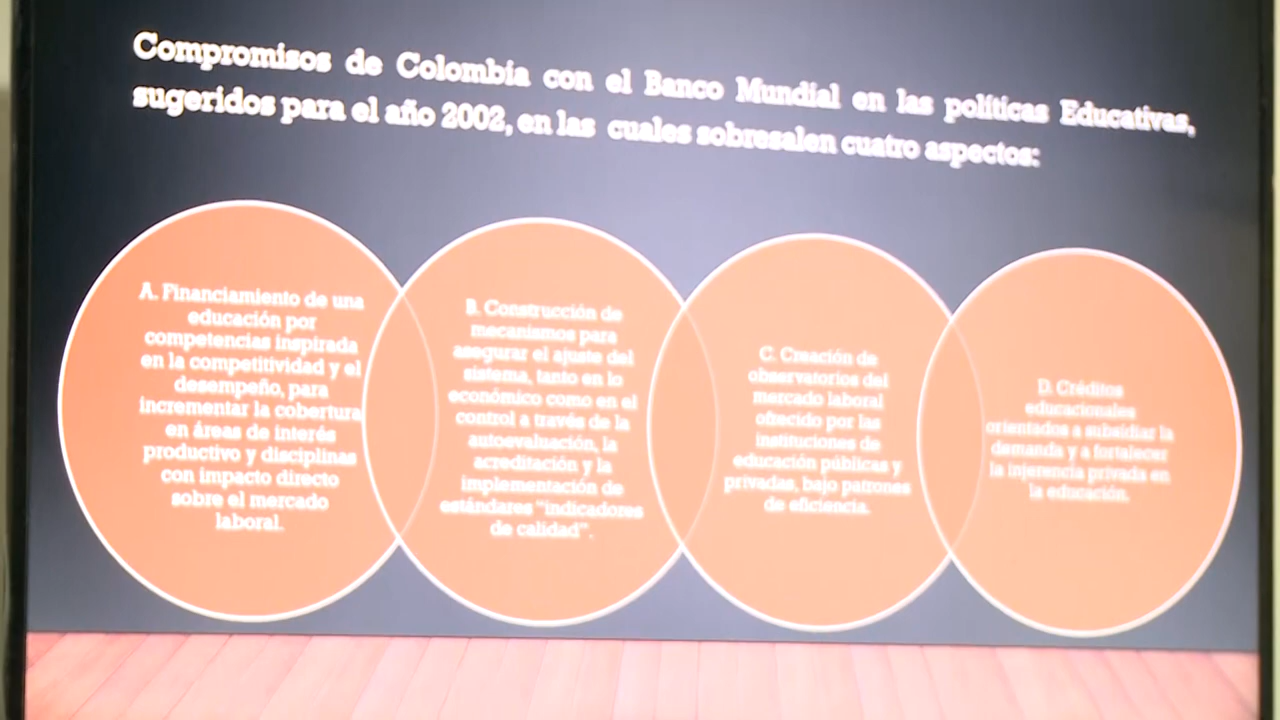 Compromisos de Colombia con el Banco Mundial en las políticas Educativas,
sugeridos para el año 2002, en las cuales sobresalen cuatro aspectos:
A. Financiamiento de una
educación por
competencias inspirada
en la competitividad y el
desempeño, para
incrementar la cobertura
en áreas de interés
productivo y disciplinas
con impacto directo
sobre el mercado
laboral.
B. Construcción de
mecanismos para
asegurar el ajuste del
sistema, tanto en lo
económico como en el
control a través de la
autoevaluación, la
acreditación y la
implementación de
estándares "indicadores
de calidad".
C. Creación de
observatorios del
mercado laboral
ofrecido por las
instituciones de
educación públicas y
privadas, bajo patrones
de eficiencia.
D. Créditos
educacionales
orientados a subsidiar la
demanda y a fortalecer
la injerencia privada en
la educación.